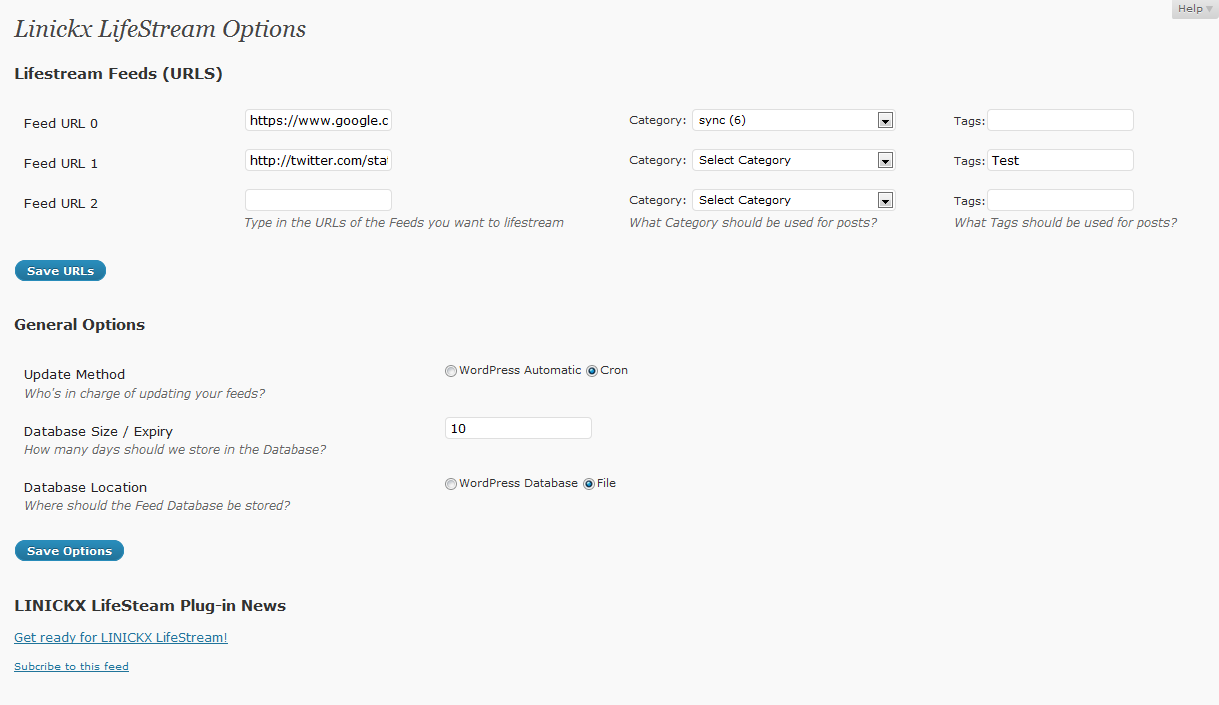 Help
Linickx LifeStream Options
Lifestream Feeds (URLS)
Feed URL 0 https://www.google.c Category: sync (6) Tags:
Feed URL 1 http://twitter.com/sta Category: Select Category Tags: Test
Feed URL 2 Category: Select Category Tags:
Type in the URLs of the Feeds you want to lifestream What Category should be used for posts? What Tags should be used for posts?
Save URLs
General Options
Update Method WordPress Automatic Cron
Who's in charge of updating your feeds?
Database Size / Expiry 10
How many days should we store in the Database?
Database Location WordPress Database File
Where should the Feed Database be stored?
Save Options
LINICKX LifeSteam Plug-in News
Get ready for LINICKX LifeStream!
Subcribe to this feed